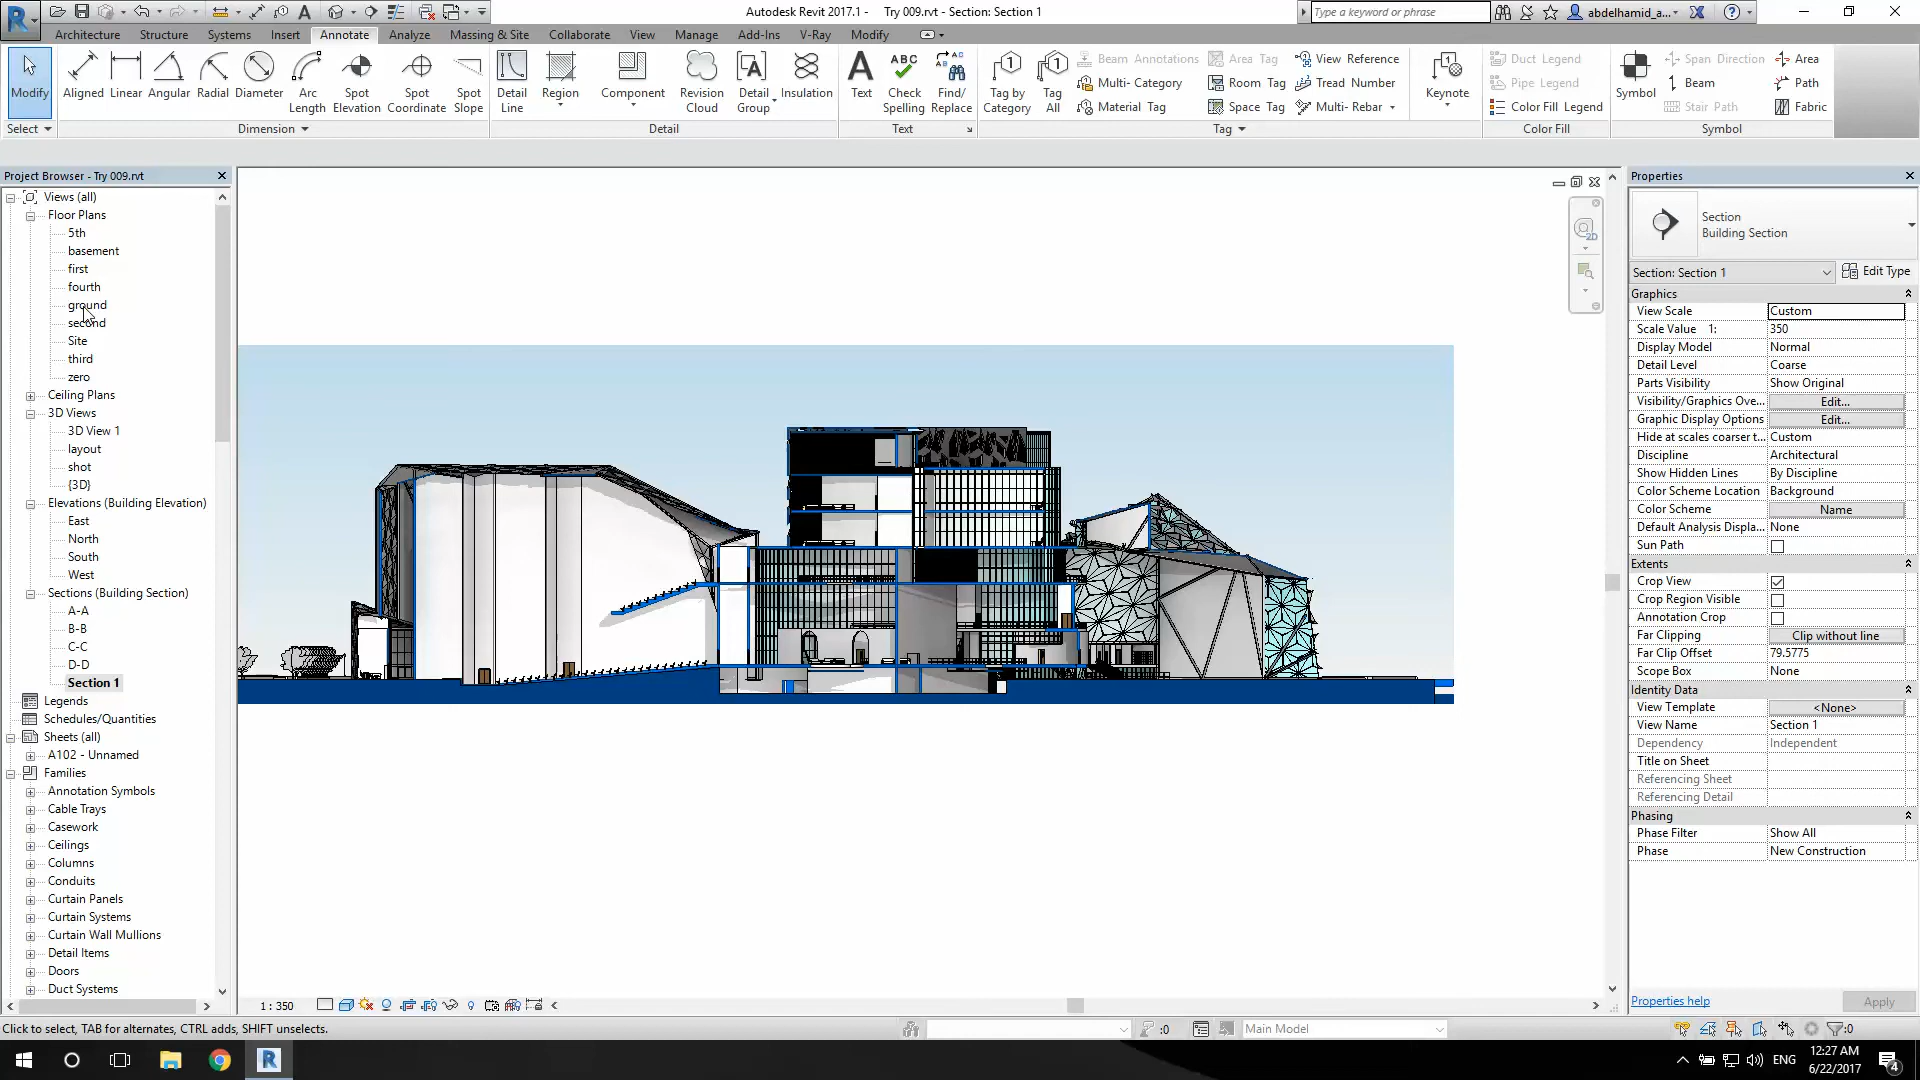 Autodesk Revit 2017.1 - Try 009.rvt - Section: Section 1
Type a keyword or phrase
abdelhamid_a...
Architecture Structure Systems Insert Annotate Analyze Massing & Site Collaborate View Manage Add-Ins V-Ray Modify
Modify
Select
Aligned Linear Angular Radial Diameter Arc Length Spot Elevation Spot Coordinate Spot Slope
Dimension
Detail Line Region Component Revision Cloud Detail Group Insulation
Detail
Text ABC Check Spelling Find/ Replace
Text
Tag by Category Tag All
Beam Annotations Area Tag View Reference
Multi- Category Room Tag Tread Number
Material Tag Space Tag Multi- Rebar
Tag
Keynote
Duct Legend
Pipe Legend
Color Fill Legend
Color Fill
Symbol
Span Direction Area
Beam Path
Stair Path Fabric
Symbol
Project Browser - Try 009.rvt
Views (all)
Floor Plans
5th
basement
first
fourth
ground
second
Site
third
zero
Ceiling Plans
3D Views
3D View 1
layout
shot
{3D}
Elevations (Building Elevation)
East
North
South
West
Sections (Building Section)
A-A
B-B
C-C
D-D
Section 1
Legends
Schedules/Quantities
Sheets (all)
A102 - Unnamed
Families
Annotation Symbols
Cable Trays
Casework
Ceilings
Columns
Conduits
Curtain Panels
Curtain Systems
Curtain Wall Mullions
Detail Items
Doors
Duct Systems
2D
Properties
Section
Building Section
Section: Section 1 Edit Type
Graphics
View Scale Custom
Scale Value 1: 350
Display Model Normal
Detail Level Coarse
Parts Visibility Show Original
Visibility/Graphics Ove... Edit...
Graphic Display Options Edit...
Hide at scales coarser t... Custom
Discipline Architectural
Show Hidden Lines By Discipline
Color Scheme Location Background
Color Scheme Name
Default Analysis Displa... None
Sun Path
Extents
Crop View
Crop Region Visible
Annotation Crop
Far Clipping Clip without line
Far Clip Offset 79.5775
Scope Box None
Identity Data
View Template <None>
View Name Section 1
Dependency Independent
Title on Sheet
Referencing Sheet
Referencing Detail
Phasing
Phase Filter Show All
Phase New Construction
Properties help Apply
1 : 350
Click to select, TAB for alternates, CTRL adds, SHIFT unselects.
:0
Main Model
:0
ENG
12:27 AM
6/22/2017
4